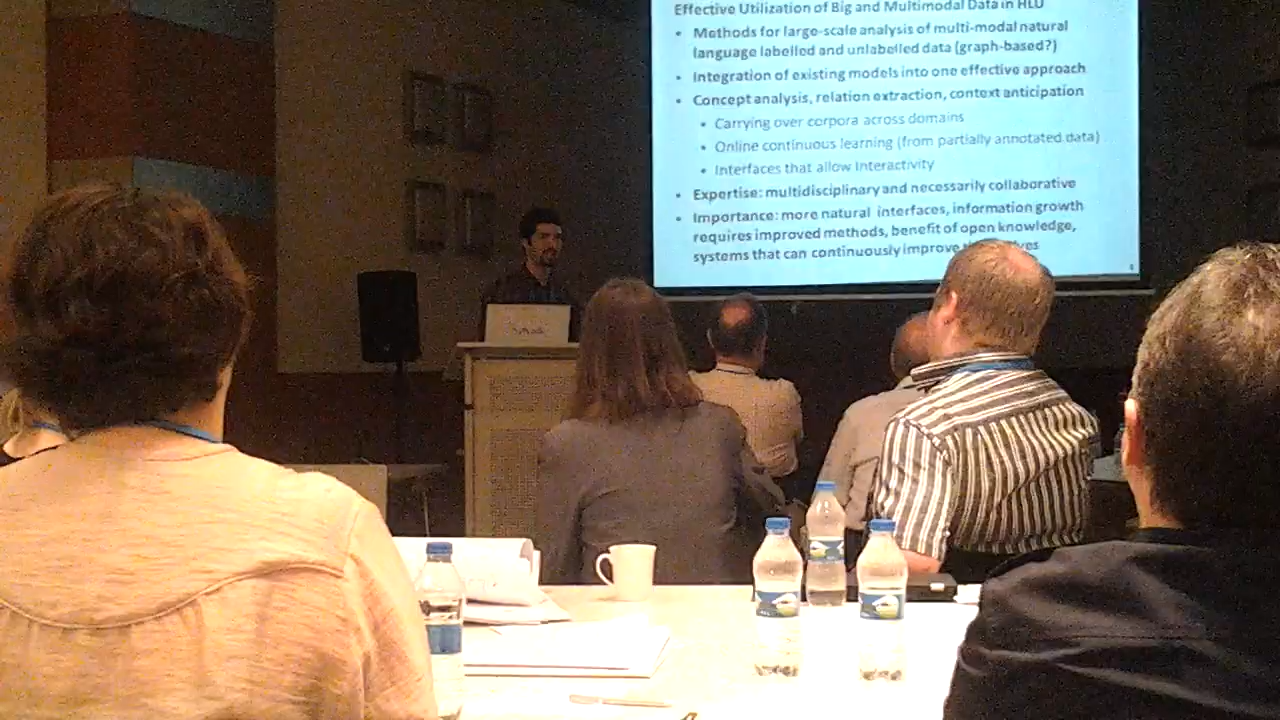 Effective Utilization of Big and Multimodal Data in HLU
• Methods for large-scale analysis of multi-modal natural
language labelled and unlabelled data (graph-based?)
• Integration of existing models into one effective approach
• Concept analysis, relation extraction, context anticipation
• Carrying over corpora across domains
• Online continuous learning (from partially annotated data)
• Interfaces that allow Interactivity
• Expertise: multidisciplinary and necessarily collaborative
• Importance: more natural interfaces, information growth
requires improved methods, benefit of open knowledge,
systems that can continuously improve